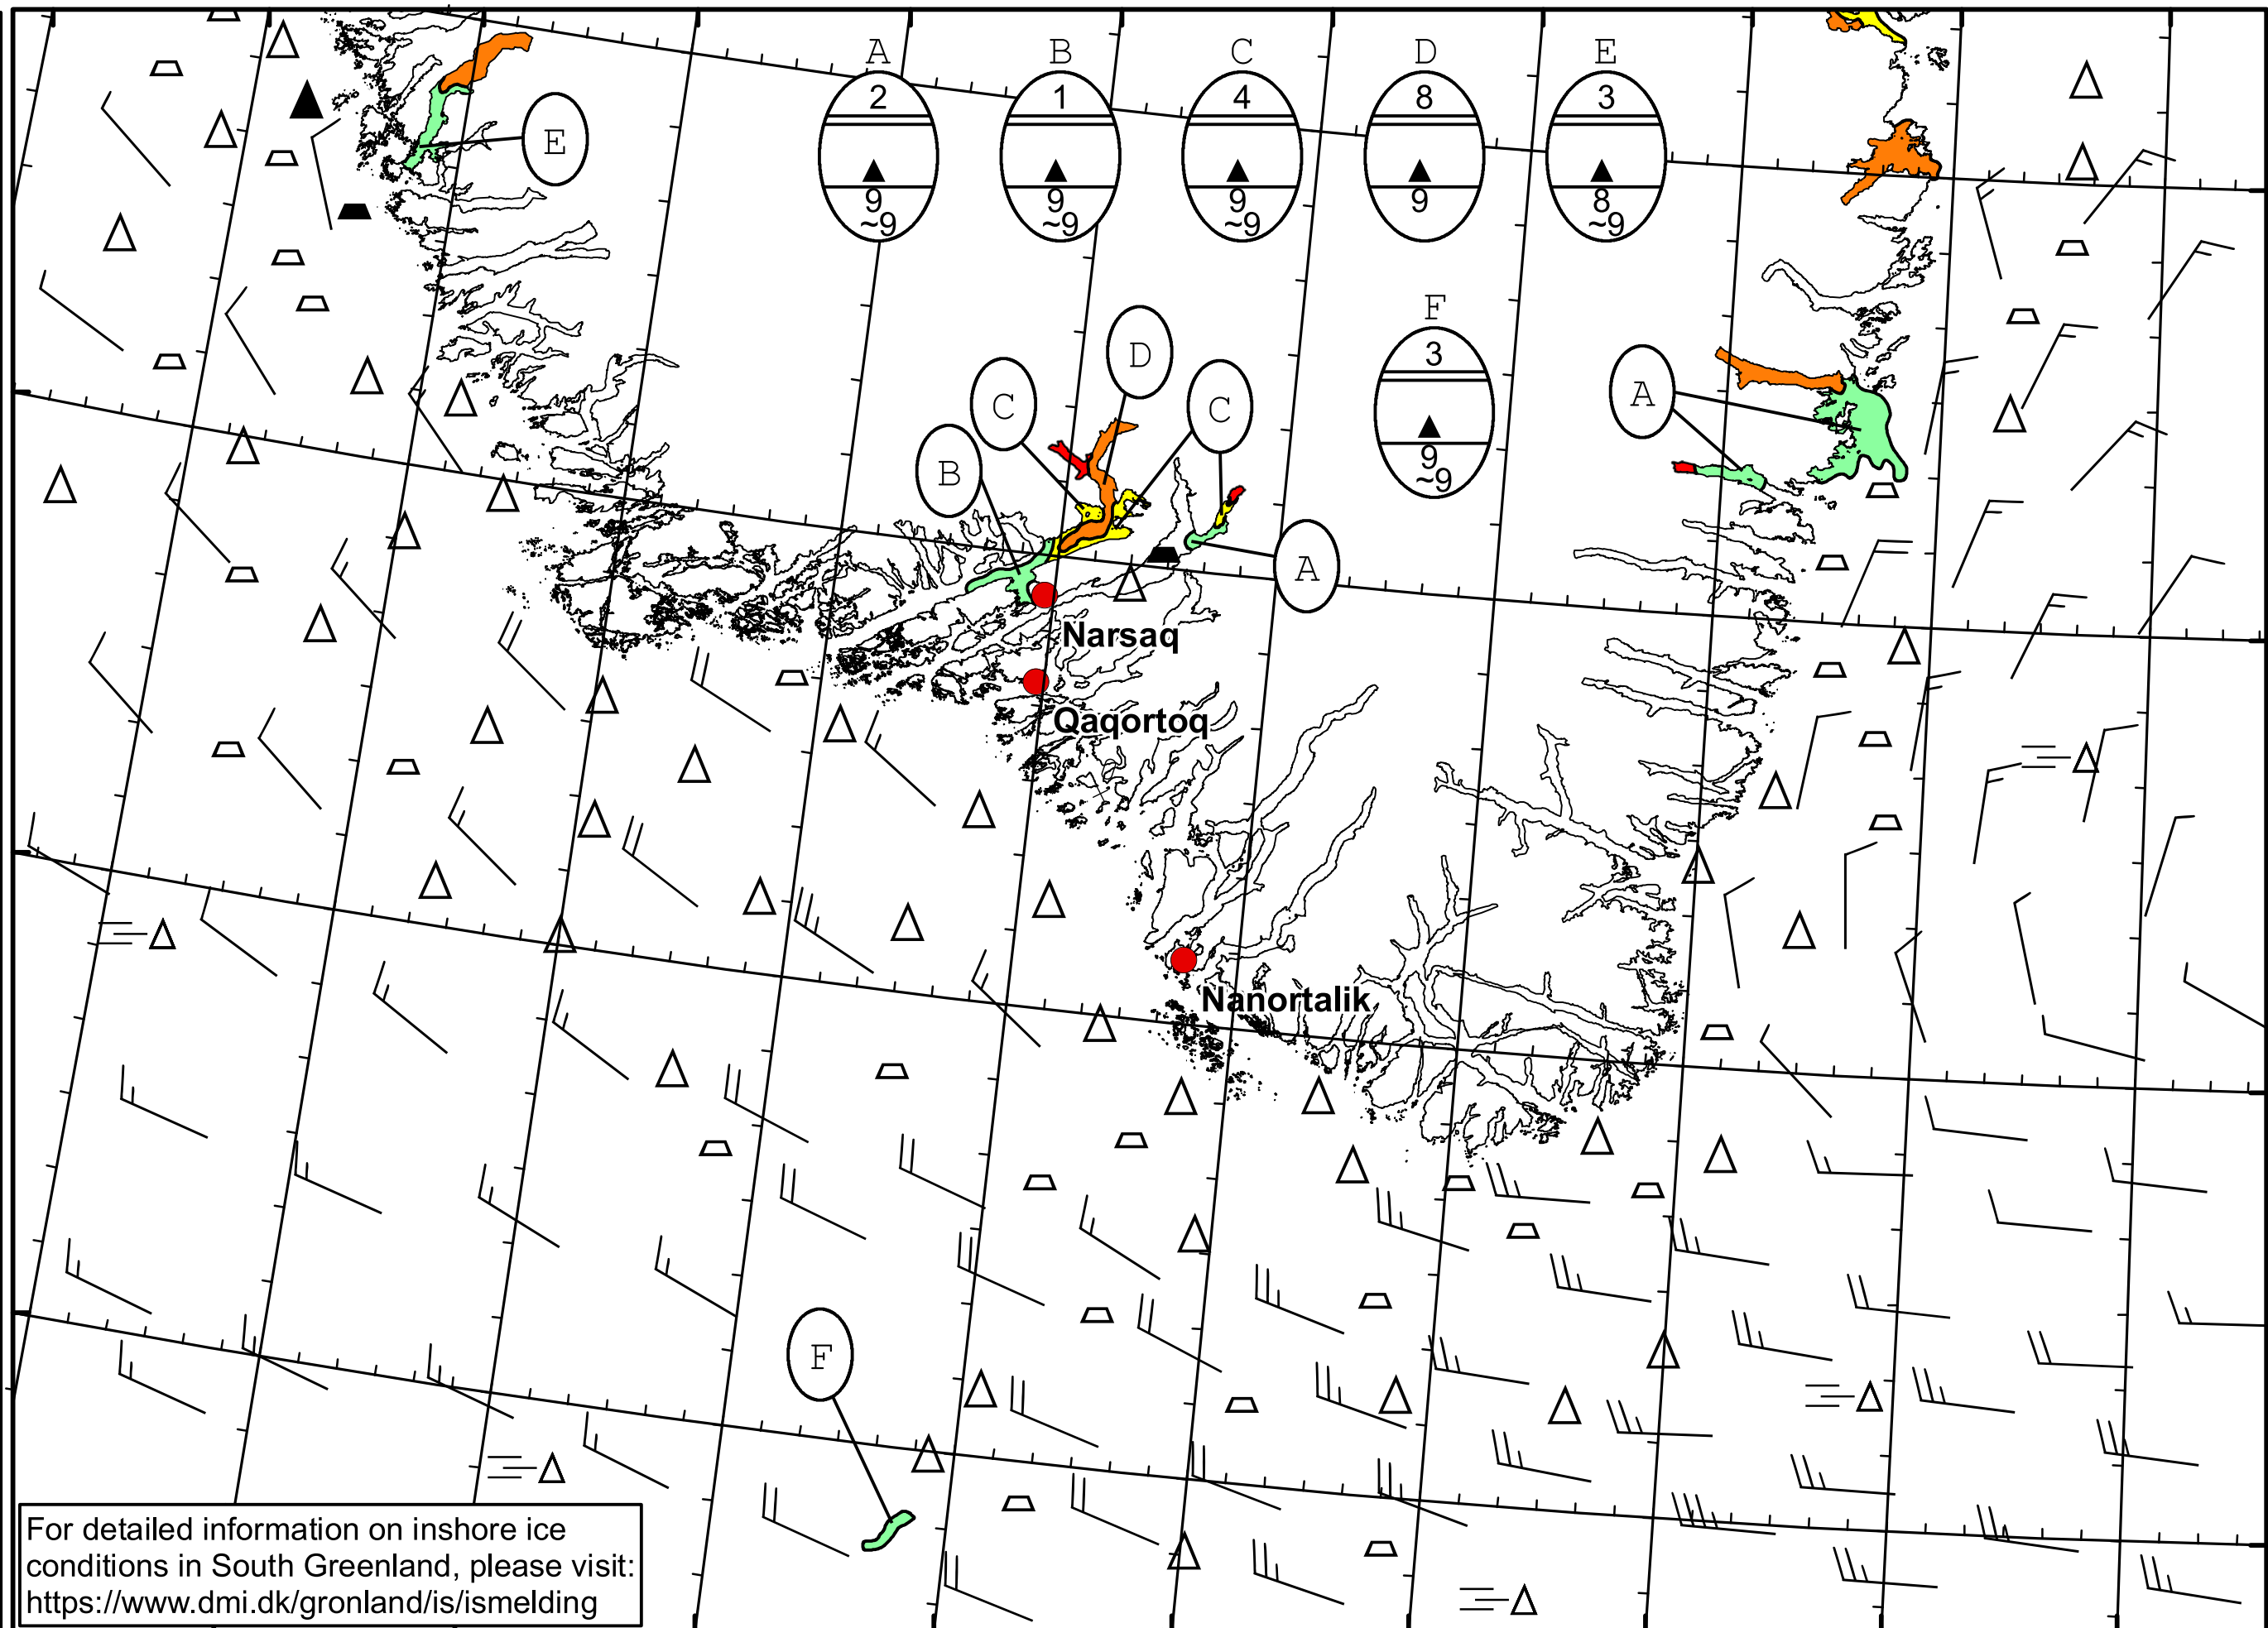 A B C D E
2 1 4 8 3
9 9 9 9 8
~9 ~9 ~9 ~9
F
3
9
~9
E
D
C C
A
B
A
Narsaq
Qaqortoq
Nanortalik
F
For detailed information on inshore ice
conditions in South Greenland, please visit:
https://www.dmi.dk/gronland/is/ismelding